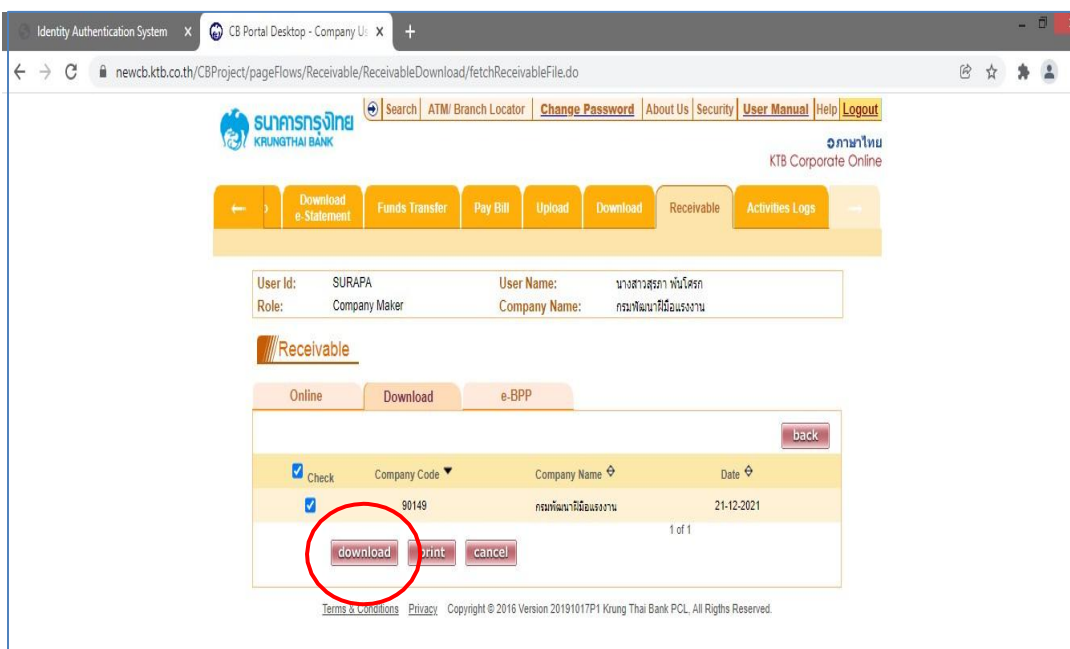 Identity Authentication System
CB Portal Desktop - Company Us
newcb.ktb.co.th/CBProject/pageFlows/Receivable/ReceivableDownload/fetchReceivableFile.do
Search ATM/ Branch Locator Change Password About Us Security User Manual Help Logout
ธนาคารกรุงไทย
KRUNGTHAI BANK
ภาษาไทย
KTB Corporate Online
Download e-Statement Funds Transfer Pay Bill Upload Download Receivable Activities Logs
User Id: SURAPA User Name: นางสาวสุรภา พันโศรก
Role: Company Maker Company Name: กรมพัฒนาฝีมือแรงงาน
Receivable
Online Download e-BPP
back
Check Company Code Company Name Date
90149 กรมพัฒนาฝีมือแรงงาน 21-12-2021
1 of 1
download print cancel
Terms & Conditions Privacy Copyright © 2016 Version 20191017P1 Krung Thai Bank PCL, All Rigths Reserved.